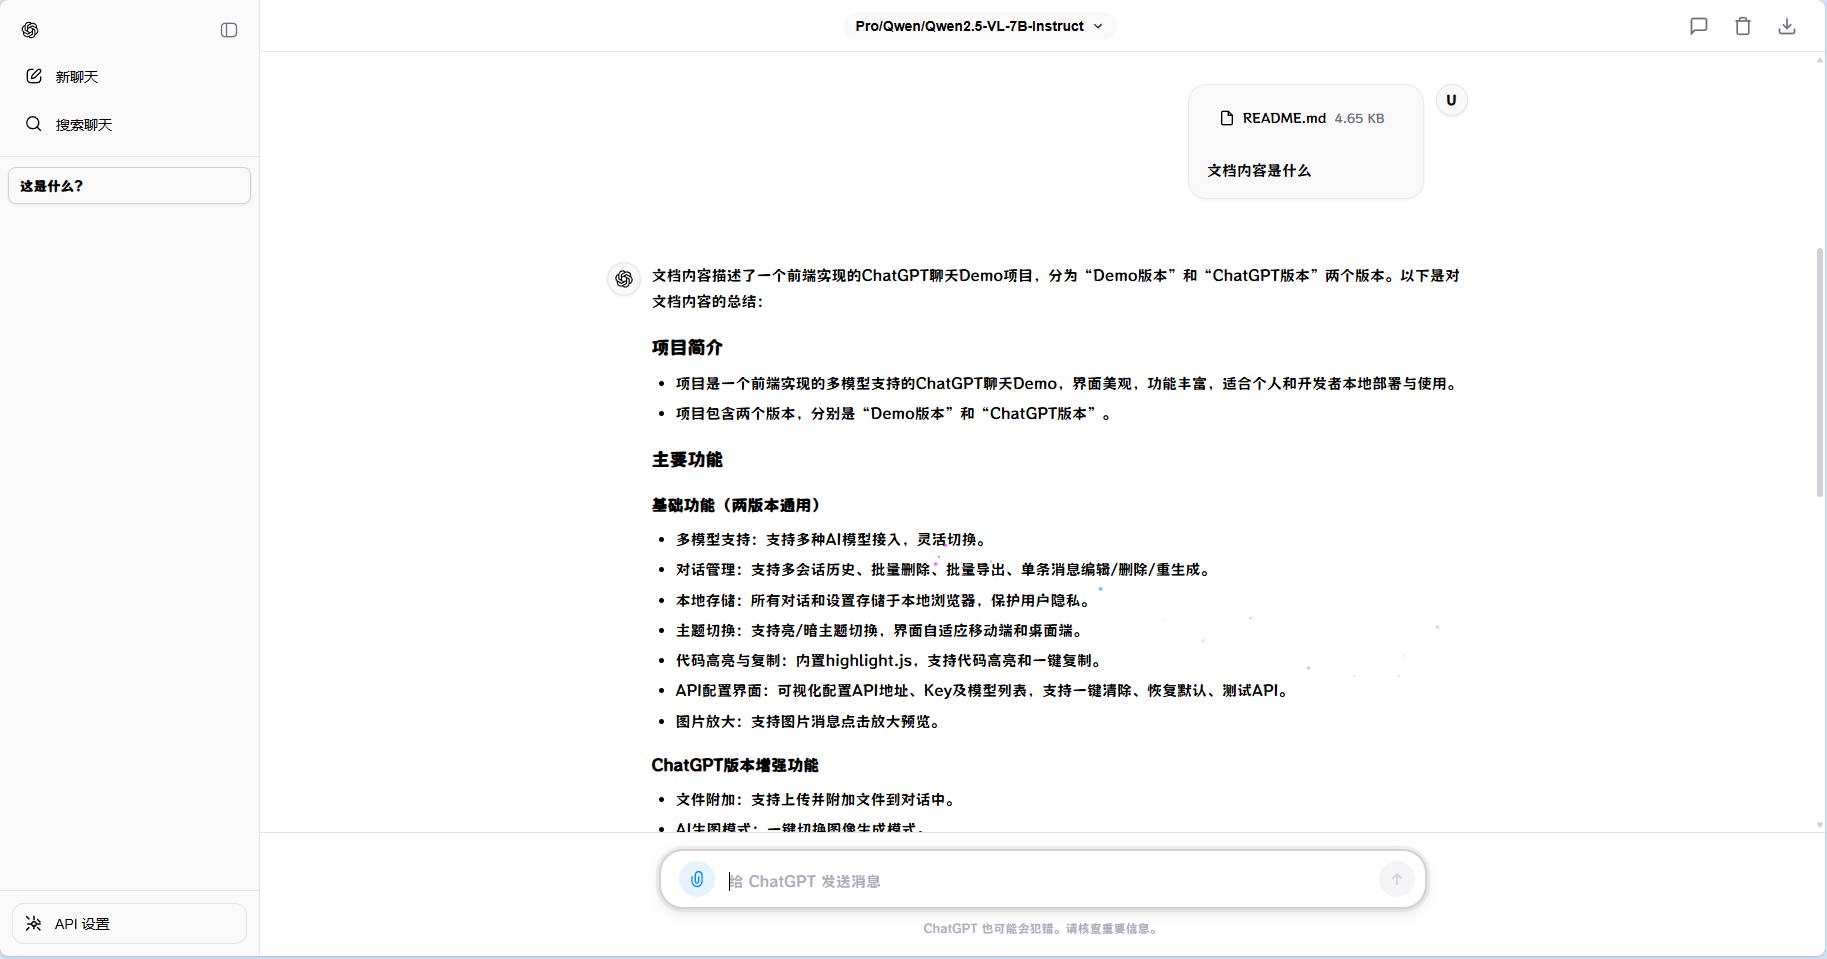 Pro/Qwen/Qwen2.5-VL-7B-Instruct
新聊天
搜索聊天
这是什么?
API 设置
U
README.md 4.65 KB
文档内容是什么
文档内容描述了一个前端实现的ChatGPT聊天Demo项目，分为“Demo版本”和“ChatGPT版本”两个版本。以下是对
文档内容的总结：
项目简介
• 项目是一个前端实现的多模型支持的ChatGPT聊天Demo，界面美观，功能丰富，适合个人和开发者本地部署与使用。
• 项目包含两个版本，分别是“Demo版本”和“ChatGPT版本”。
主要功能
基础功能（两版本通用）
• 多模型支持：支持多种AI模型接入，灵活切换。
• 对话管理：支持多会话历史、批量删除、批量导出、单条消息编辑/删除/重生成。
• 本地存储：所有对话和设置存储于本地浏览器，保护用户隐私。
• 主题切换：支持亮/暗主题切换，界面自适应移动端和桌面端。
• 代码高亮与复制：内置highlight.js，支持代码高亮和一键复制。
• API配置界面：可视化配置API地址、Key及模型列表，支持一键清除、恢复默认、测试API。
• 图片放大：支持图片消息点击放大预览。
ChatGPT版本增强功能
• 文件附加：支持上传并附加文件到对话中。
• AI生图模式：一键切换图像生成模式。
给 ChatGPT 发送消息
ChatGPT 也可能会犯错。请核查重要信息。